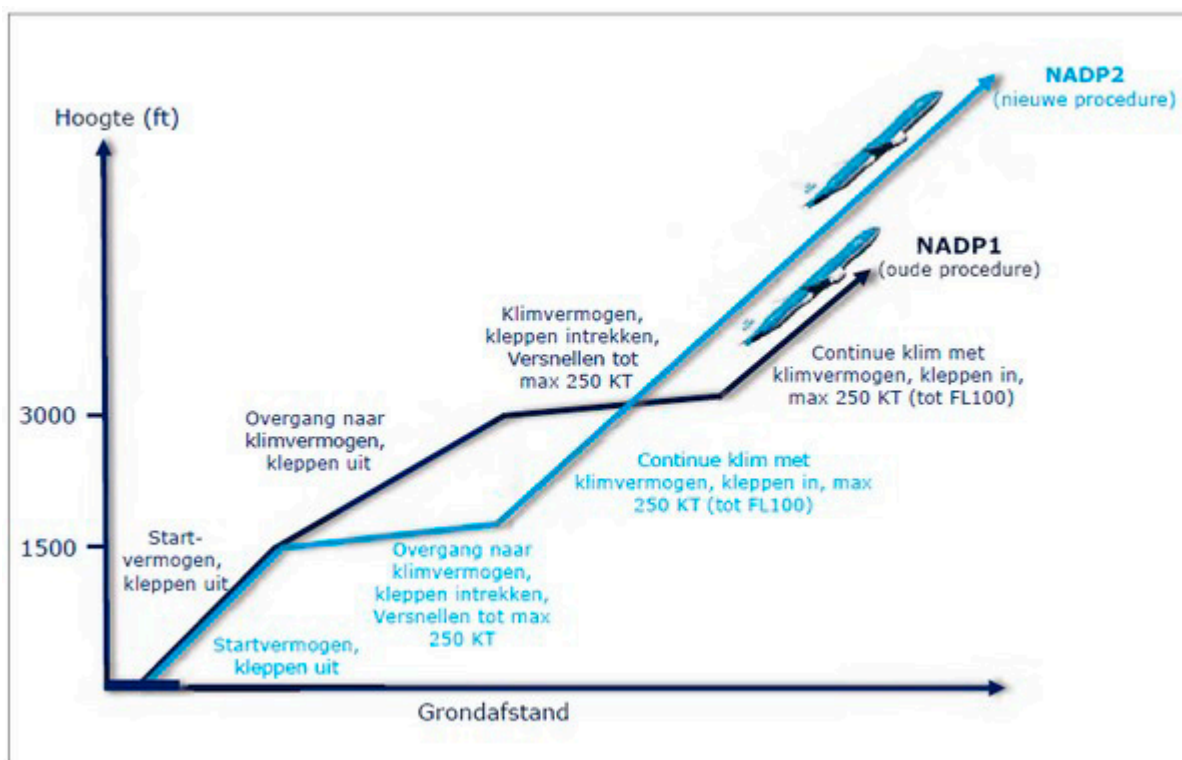 NADP2
(nieuwe procedure)
Hoogte (ft)
NADP1
(oude procedure)
Klimvermogen,
kleppen intrekken,
Versnellen tot
max 250 KT
Continue klim met
klimvermogen, kleppen in,
max 250 KT (tot FL100)
3000
Overgang naar
klimvermogen,
kleppen uit
Continue klim met
klimvermogen, kleppen in, max
250 KT (tot FL100)
1500
Start-
vermogen,
kleppen uit
Overgang naar
klimvermogen,
kleppen intrekken,
Versnellen tot max
250 KT
Startvermogen,
kleppen uit
Grondafstand